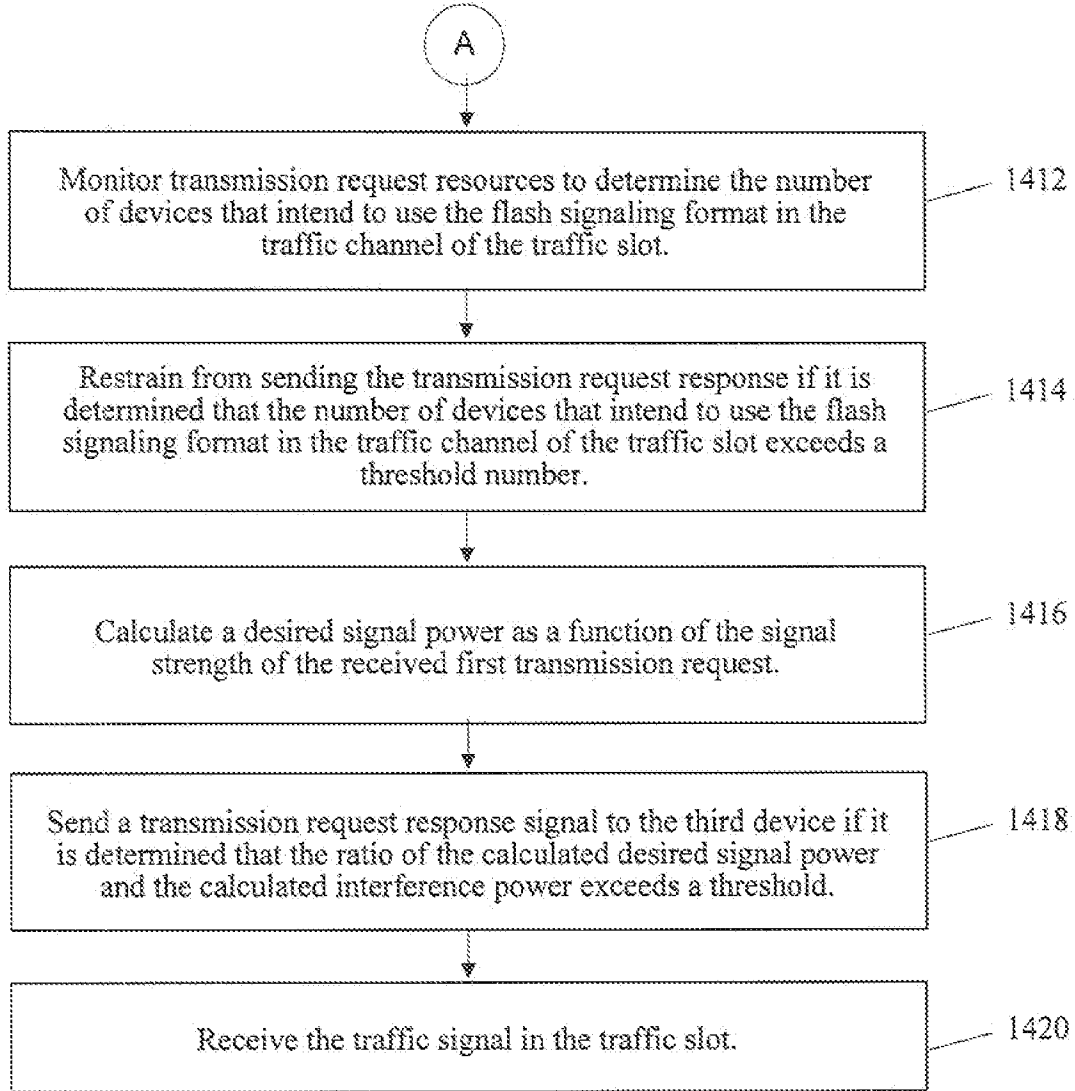 A
Monitor transmission request resources to determine the number
of devices that intend to use the flash signaling format in the
traffic channel of the traffic slot.
1412
Restrain from sending the transmission request response if it is
determined that the number of devices that intend to use the flash
signaling format in the traffic channel of the traffic slot exceeds a
threshold number.
1414
Calculate a desired signal power as a function of the signal
strength of the received first transmission request.
1416
Send a transmission request response signal to the third device if it
is determined that the ratio of the calculated desired signal power
and the calculated interference power exceeds a threshold.
1418
Receive the traffic signal in the traffic slot.
1420